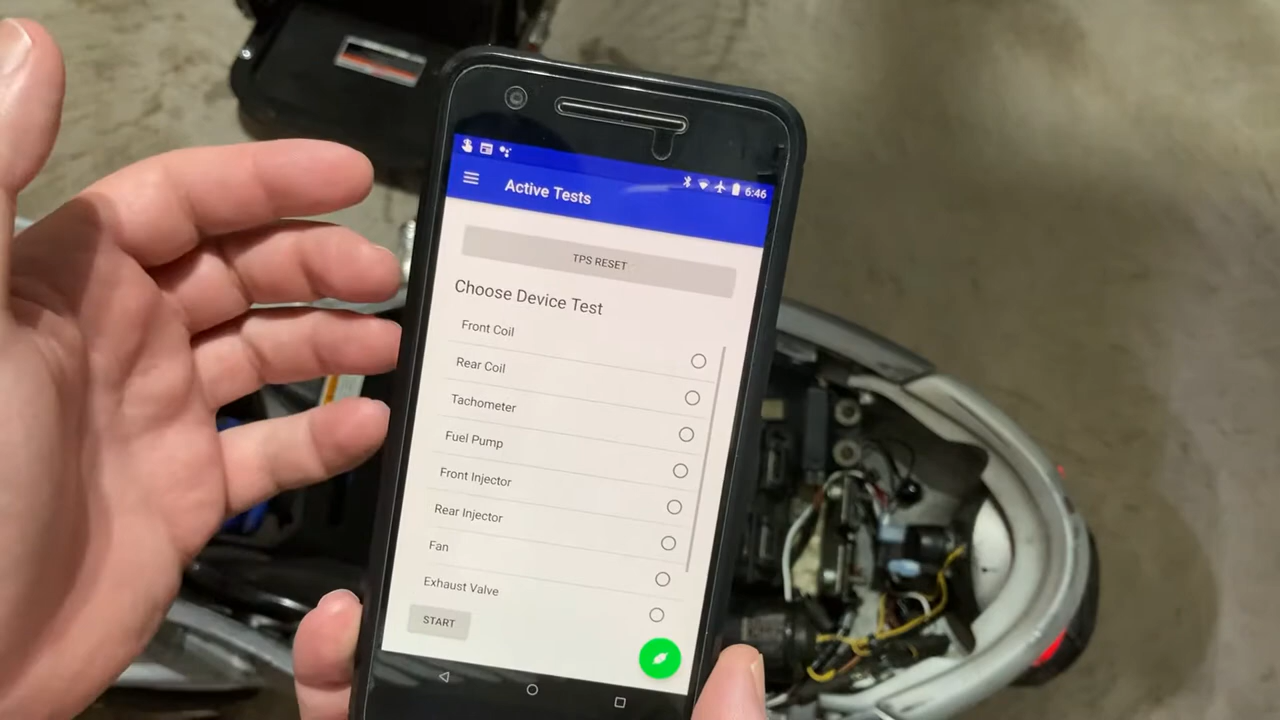 6:46
Active Tests
TPS RESET
Choose Device Test
Front Coil
Rear Coil
Tachometer
Fuel Pump
Front Injector
Rear Injector
Fan
Exhaust Valve
START